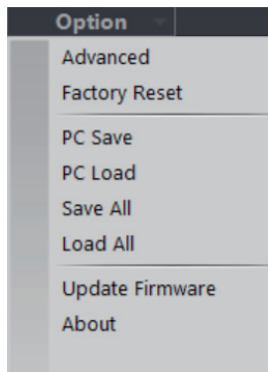 Option
Advanced
Factory Reset
PC Save
PC Load
Save All
Load All
Update Firmware
About